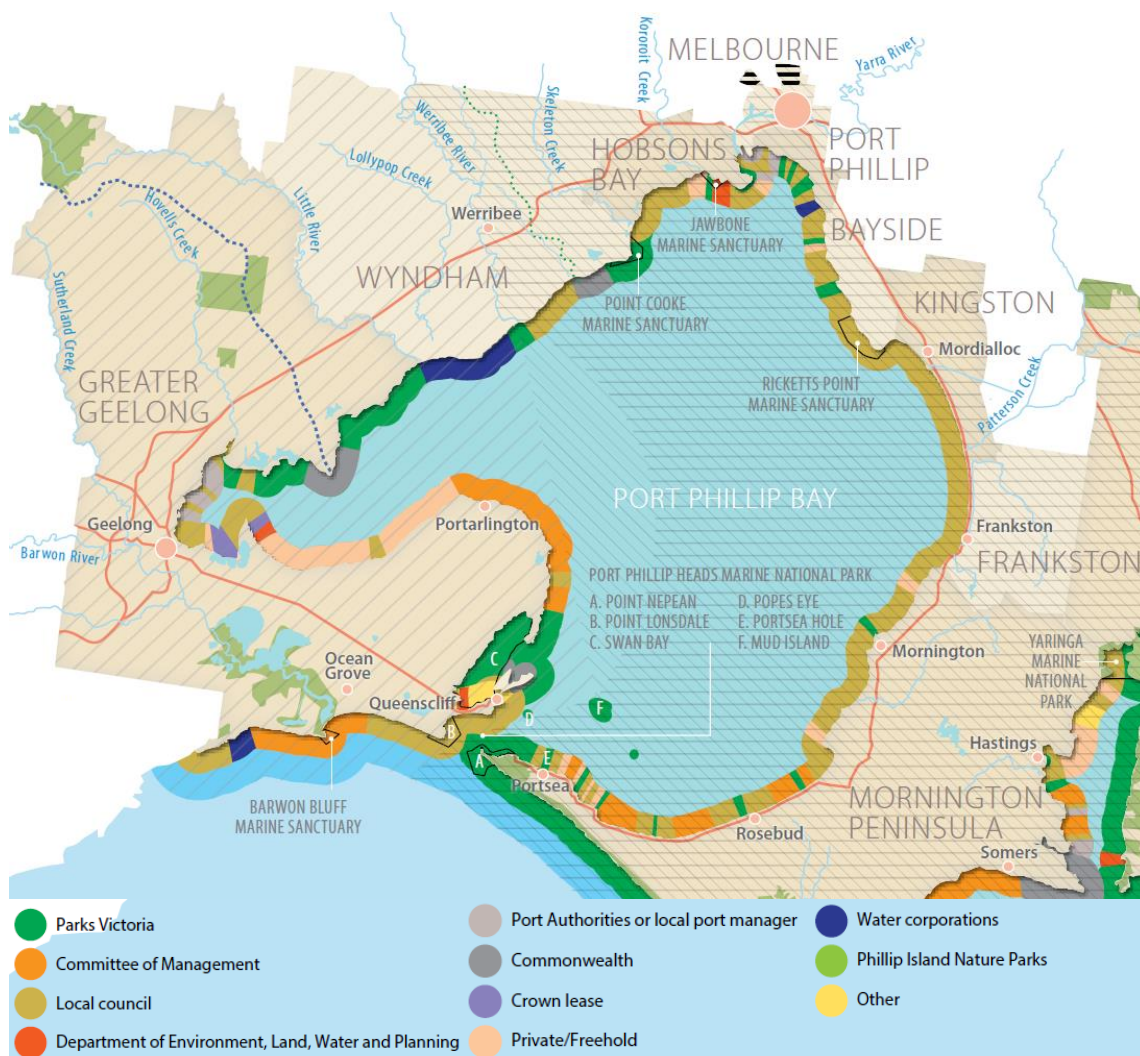 MELBOURNE
Kororoit Creek
Yarra River
Skeleton Creek
Werribee River
Lollypop Creek
Little River
Hovells Creek
Sutherland Creek
HOBSONS
BAY
PORT
PHILLIP
Werribee
JAWBONE
MARINE SANCTUARY
BAYSIDE
WYNDHAM
POINT COOKE
MARINE SANCTUARY
KINGSTON
Mordialloc
RICKETTS POINT
MARINE SANCTUARY
Patterson Creek
GREATER
GEELONG
PORT PHILLIP BAY
Geelong
Portarlington
Frankston
Barwon River
FRANKSTON
PORT PHILLIP HEADS MARINE NATIONAL PARK
A. POINT NEPEAN
B. POINT LONSDALE
C. SWAN BAY
D. POPES EYE
E. PORTSEA HOLE
F. MUD ISLAND
Mornington
YARINGA
MARINE
NATIONAL
PARK
C
Ocean
Grove
Queenscliff
D
F
B
A
E
Portsea
Hastings
BARWON BLUFF
MARINE SANCTUARY
Rosebud
MORNINGTON
PENINSULA
Somers
Parks Victoria
Committee of Management
Local council
Department of Environment, Land, Water and Planning
Port Authorities or local port manager
Commonwealth
Crown lease
Private/Freehold
Water corporations
Phillip Island Nature Parks
Other